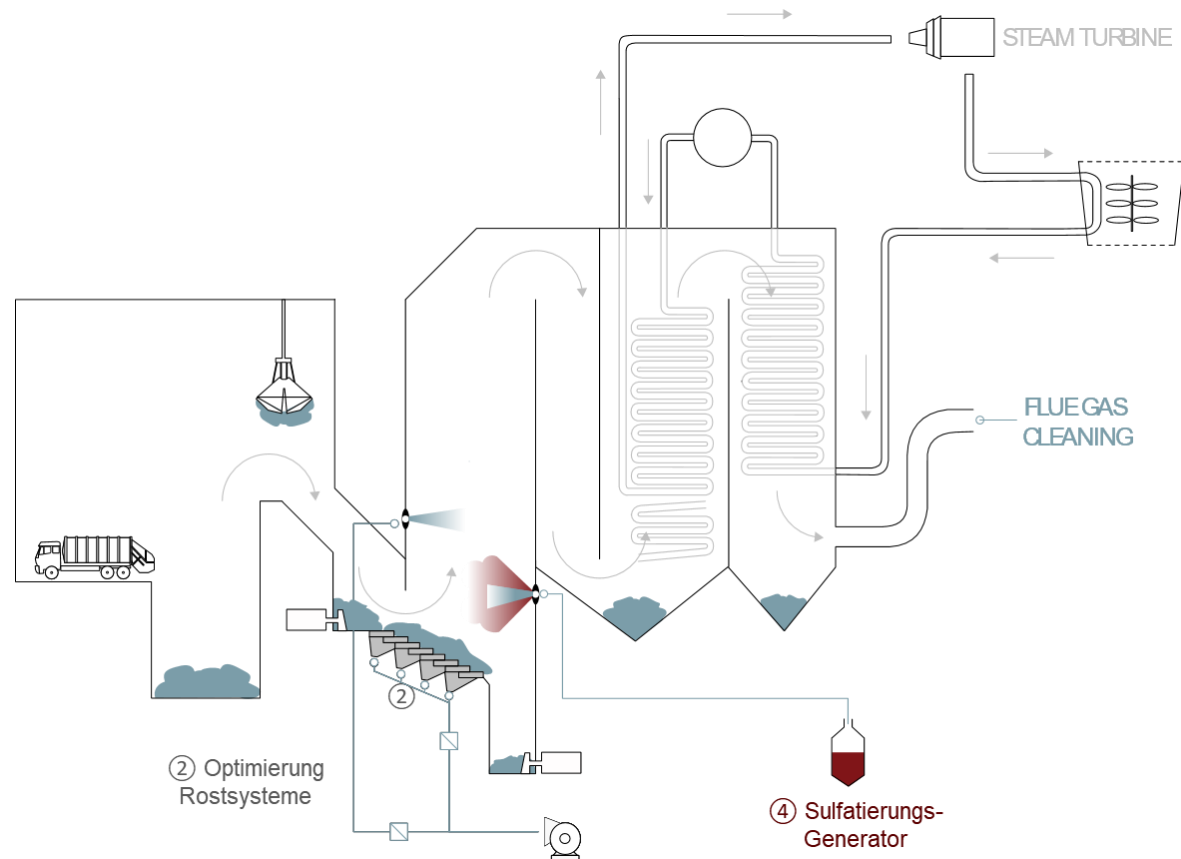 STEAM TURBINE
FLUE GAS
CLEANING
②
② Optimierung
Rostsysteme
④ Sulfatierungs-
Generator